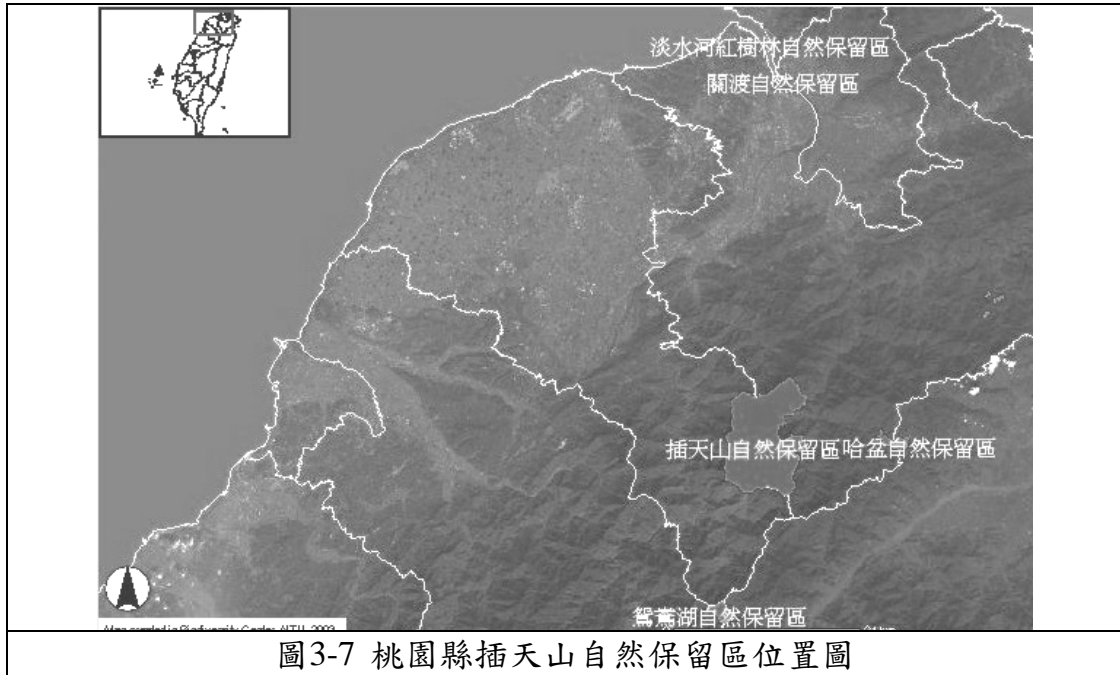 淡水河紅樹林自然保留區
關渡自然保留區
插天山自然保留區哈盆自然保留區
鴛鴦湖自然保留區
圖3-7 桃園縣插天山自然保留區位置圖